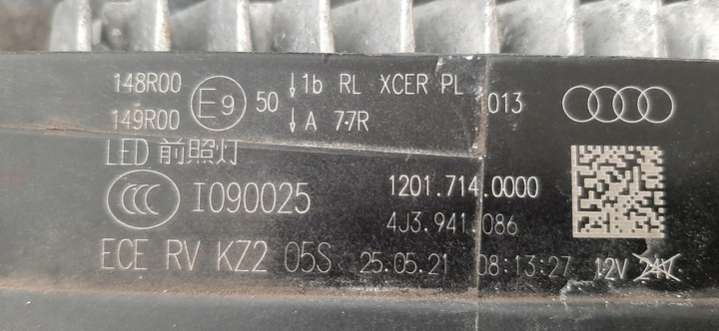 148R00 E9 50 ↓1b RL XCER PL 013
149R00 ↓A 7.7R
LED 前照灯
CCC I090025 1201.714.0000
4J3.941.086
ECE RV KZ2 05S 25.05.21 08:13:27 12V 24V